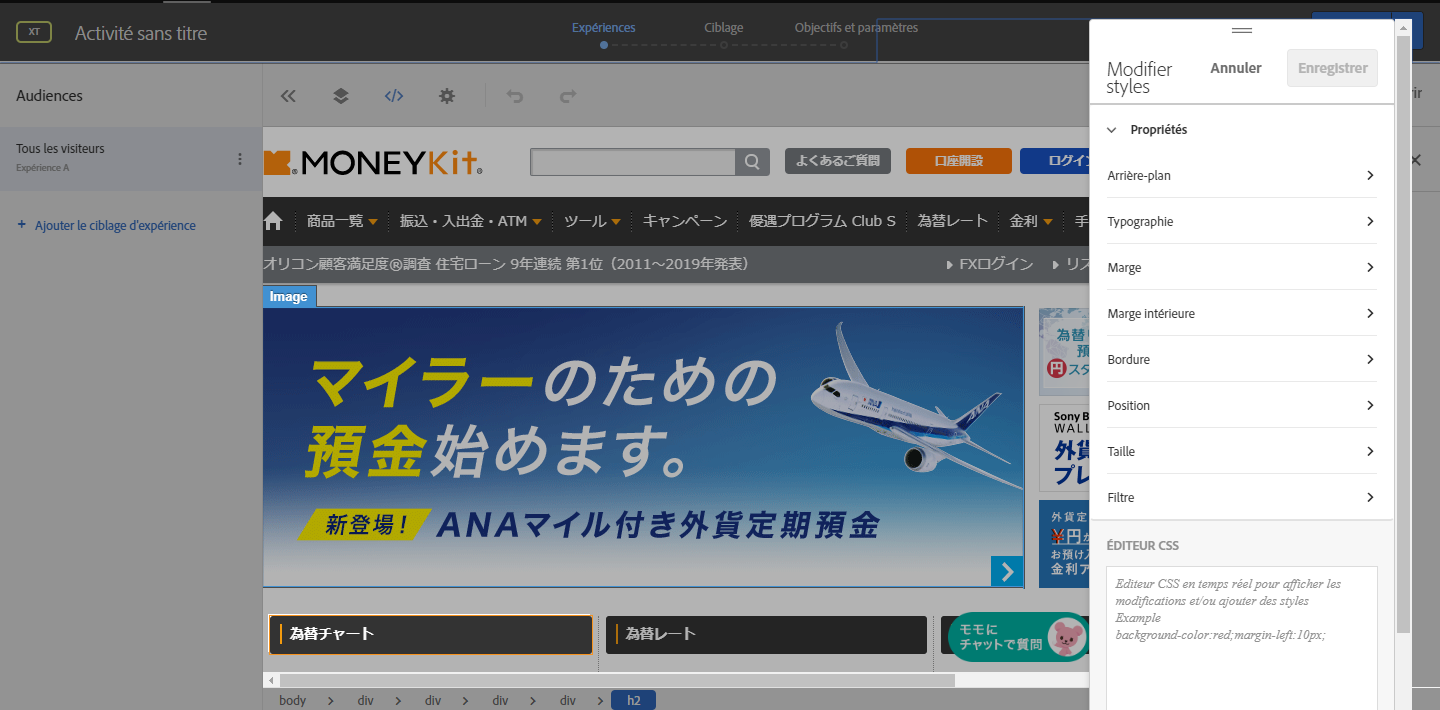 XT
Activité sans titre
Expériences
Ciblage
Objectifs et paramètres
Audiences
Tous les visiteurs
Expérience A
+ Ajouter le ciblage d'expérience
MONEYKit
よくあるご質問
口座開設
ログイン
商品一覧
振込・入出金・ATM
ツール
キャンペーン
優遇プログラム Club S
為替レート
金利
手
オリコン顧客満足度®調査 住宅ローン 9年連続 第1位（2011～2019年発表）
FXログイン
リス
Image
マイラーのための
預金始めます。
新登場！
ANAマイル付き外貨定期預金
為替
預
円
スタ
Sony B
WALL
外貨
プレ
外貨定
¥円が
お預け入
金利ア
為替チャート
為替レート
モモに
チャットで質問
body
div
div
div
div
h2
Modifier
styles
Annuler
Enregistrer
rir
Propriétés
Arrière-plan
Typographie
Marge
Marge intérieure
Bordure
Position
Taille
Filtre
ÉDITEUR CSS
Editeur CSS en temps réel pour afficher les
modifications et/ou ajouter des styles
Example
background-color:red;margin-left:10px;